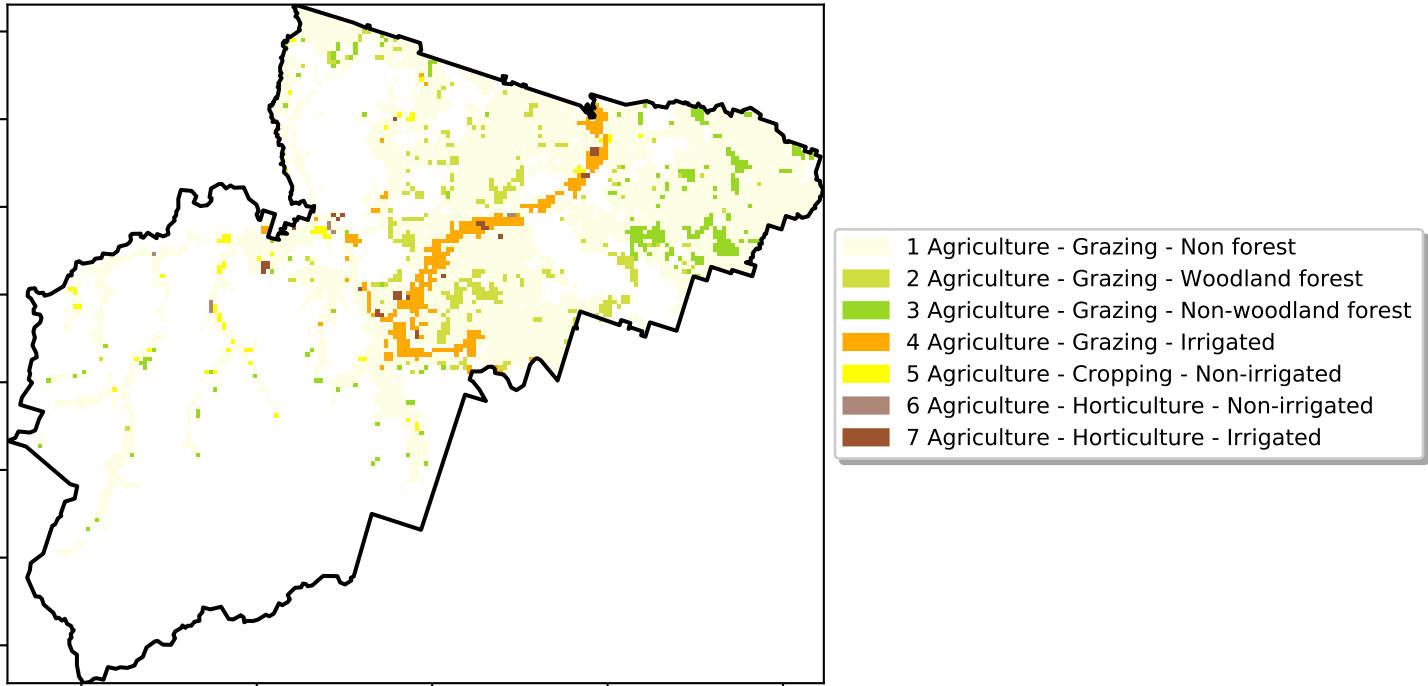 1 Agriculture - Grazing - Non forest
2 Agriculture - Grazing - Woodland forest
3 Agriculture - Grazing - Non-woodland forest
4 Agriculture - Grazing - Irrigated
5 Agriculture - Cropping - Non-irrigated
6 Agriculture - Horticulture - Non-irrigated
7 Agriculture - Horticulture - Irrigated